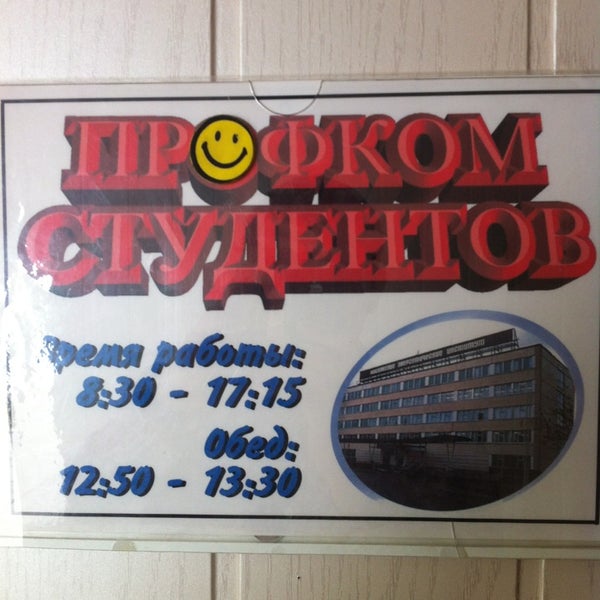 ПРОФКОМ
СТУДЕНТОВ
Время работы:
8:30 - 17:15
Обед:
12:50 - 13:30